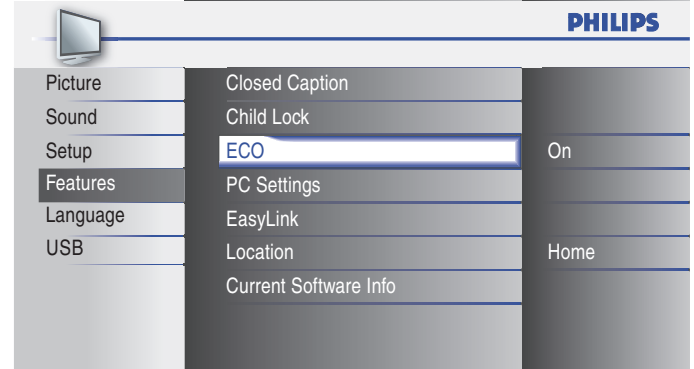 PHILIPS
Picture
Sound
Setup
Features
Language
USB
Closed Caption
Child Lock
ECO On
PC Settings
EasyLink
Location Home
Current Software Info